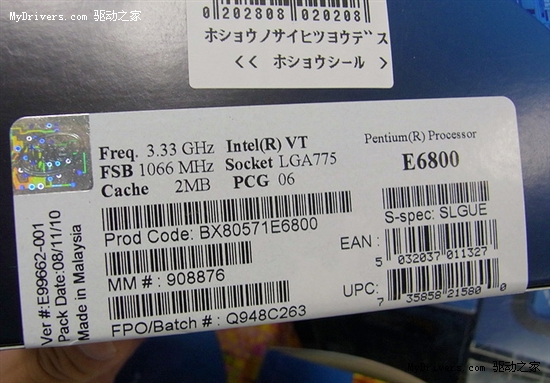 MyDrivers.com 驱动之家
0 202808 020208
ホショウノサイヒツヨウデス
<< ホショウシール >
Freq. 3.33 GHz Intel(R) VT
FSB 1066 MHz Socket LGA775
Cache 2MB PCG 06
Pentium(R) Processor
E6800
Prod Code: BX80571E6800
S-spec: SLGUE
MM # : 908876
EAN :
5 032037 011327
FPO/Batch # : Q948C263
UPC:
7 35858 21580 0
Ver #: E99662-001
Pack Date:08/11/10
Made in Malaysia
MyDrivers.com 驱动之家